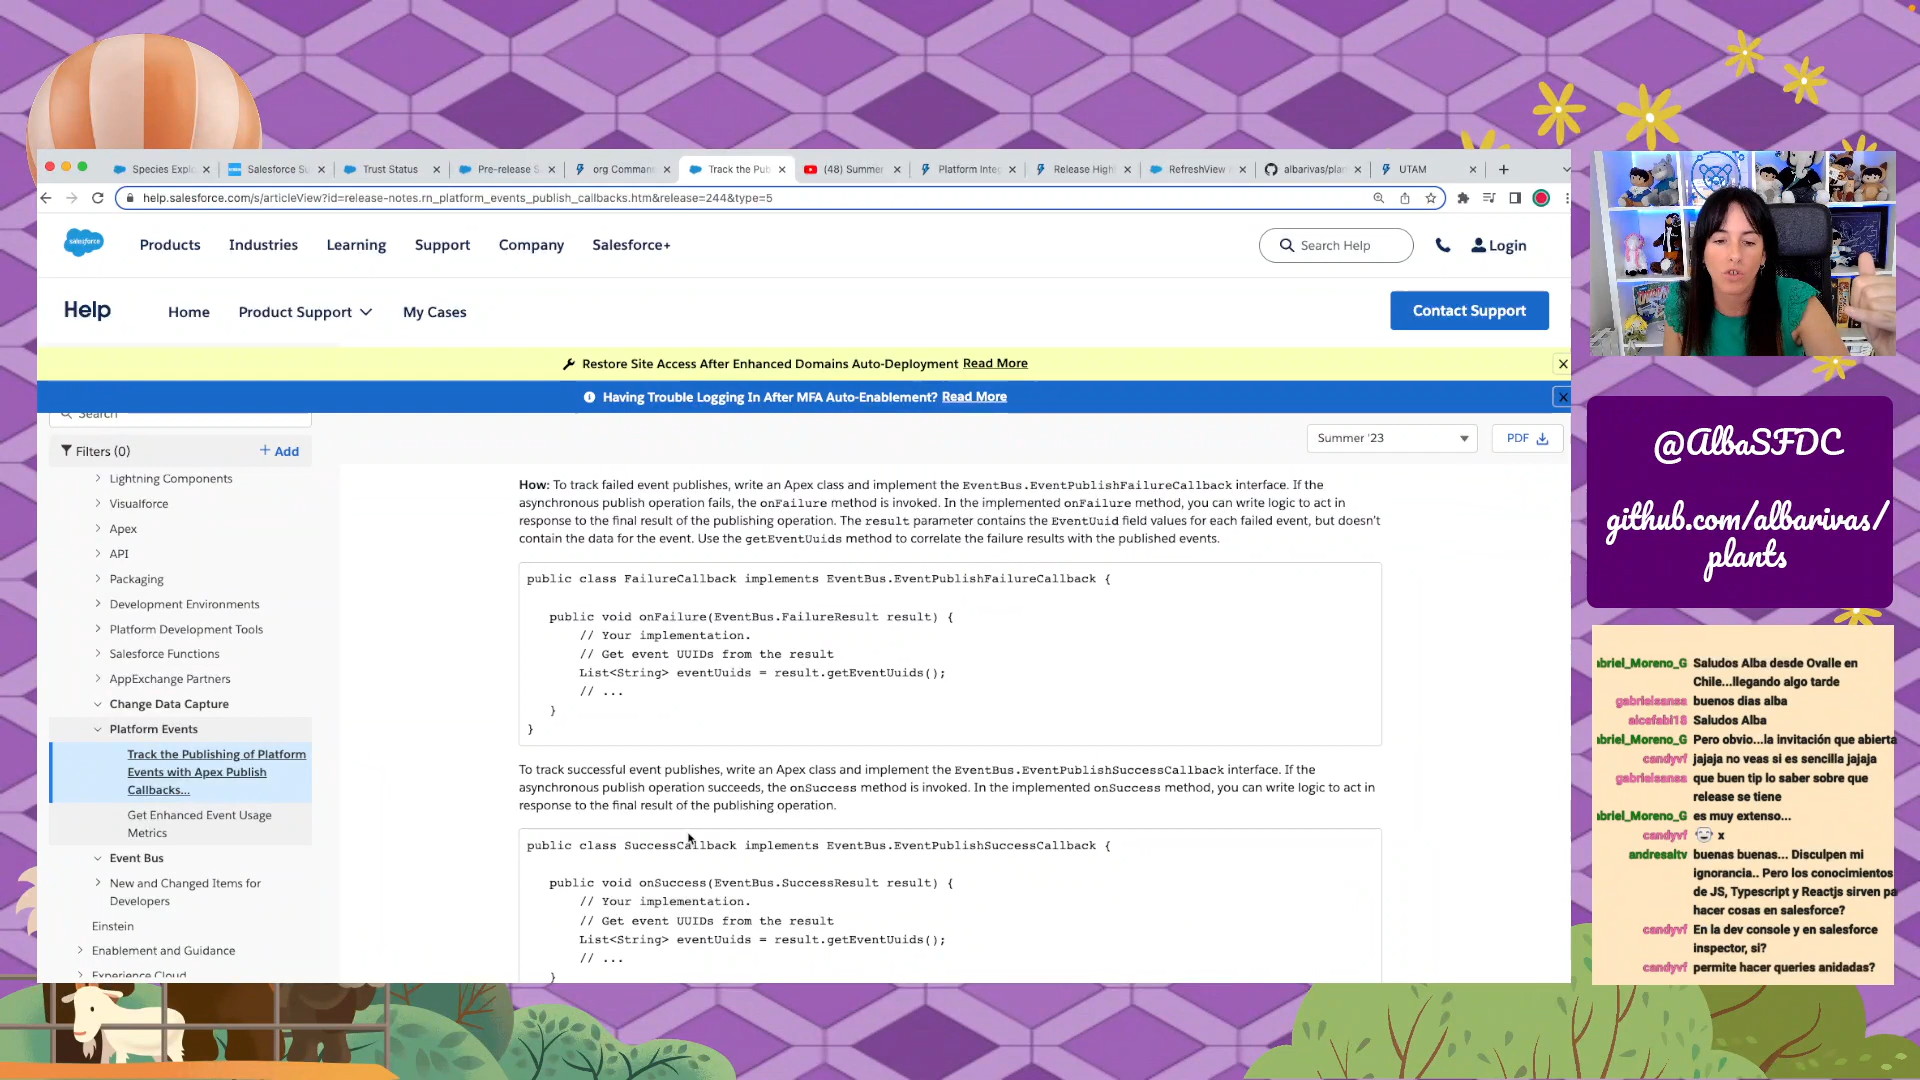 Species Explo
Salesforce Su
Trust Status
Pre-release S
org Comman
Track the Pub
(48) Summer
Platform Inte
Release High
RefreshView
albarivas/plan
UTAM
help.salesforce.com/s/articleView?id=release-notes.rn_platform_events_publish_callbacks.htm&release=244&type=5
salesforce
Products
Industries
Learning
Support
Company
Salesforce+
Search Help
Login
Help
Home
Product Support
My Cases
Contact Support
Restore Site Access After Enhanced Domains Auto-Deployment Read More
Having Trouble Logging In After MFA Auto-Enablement? Read More
Search
Filters (0)
+ Add
Summer '23
PDF
Lightning Components
Visualforce
Apex
API
Packaging
Development Environments
Platform Development Tools
Salesforce Functions
AppExchange Partners
Change Data Capture
Platform Events
Track the Publishing of Platform
Events with Apex Publish
Callbacks...
Get Enhanced Event Usage
Metrics
Event Bus
New and Changed Items for
Developers
Einstein
Enablement and Guidance
Experience Cloud
How: To track failed event publishes, write an Apex class and implement the EventBus.EventPublishFailureCallback interface. If the
asynchronous publish operation fails, the onFailure method is invoked. In the implemented onFailure method, you can write logic to act in
response to the final result of the publishing operation. The result parameter contains the EventUuid field values for each failed event, but doesn't
contain the data for the event. Use the getEventUuids method to correlate the failure results with the published events.
public class FailureCallback implements EventBus.EventPublishFailureCallback {
public void onFailure(EventBus.FailureResult result) {
// Your implementation.
// Get event UUIDs from the result
List<String> eventUuids = result.getEventUuids();
// ...
}
}
To track successful event publishes, write an Apex class and implement the EventBus.EventPublishSuccessCallback interface. If the
asynchronous publish operation succeeds, the onSuccess method is invoked. In the implemented onSuccess method, you can write logic to act in
response to the final result of the publishing operation.
public class SuccessCallback implements EventBus.EventPublishSuccessCallback {
public void onSuccess(EventBus.SuccessResult result) {
// Your implementation.
// Get event UUIDs from the result
List<String> eventUuids = result.getEventUuids();
// ...
}
@AlbaSFDC
github.com/albarivas/
plants
abriel_Moreno_G Saludos Alba desde Ovalle en
Chile...llegando algo tarde
gabrielsansa buenos dias alba
alcefabi18 Saludos Alba
abriel_Moreno_G Pero obvio...la invitación que abierta
candyvf jajaja no veas si es sencilla jajaja
gabrielsansa que buen tip lo saber sobre que
release se tiene
abriel_Moreno_G es muy extenso...
candyvf x
andresaltv buenas buenas... Disculpen mi
ignorancia.. Pero los conocimientos
de JS, Typescript y Reactjs sirven pa
hacer cosas en salesforce?
candyvf En la dev console y en salesforce
inspector, si?
candyvf permite hacer queries anidadas?